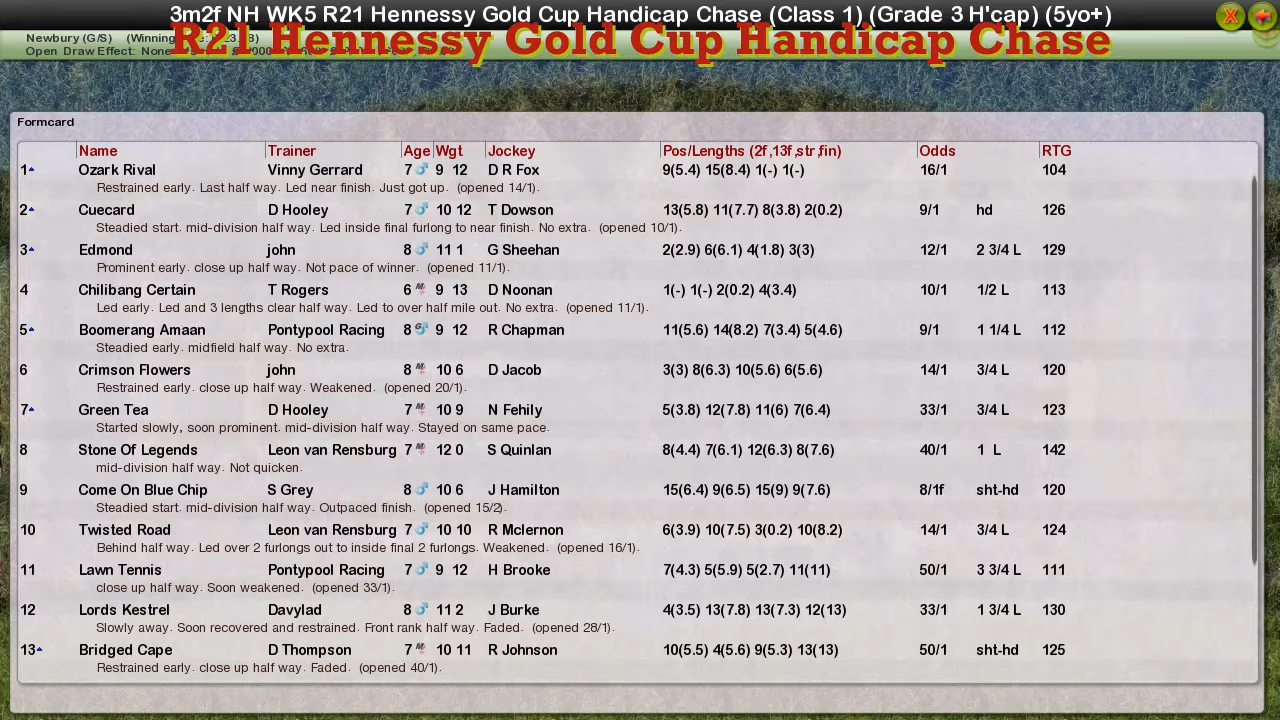 3m2f NH WK5 R21 Hennessy Gold Cup Handicap Chase (Class 1) (Grade 3 H'cap) (5yo+)
R21 Hennessy Gold Cup Handicap Chase
Newbury (G/S) (Winning
Open Draw Effect: None
Formcard
Name Trainer Age Wgt Jockey Pos/Lengths (2f,13f,str,fin) Odds RTG
1 Ozark Rival Vinny Gerrard 7 9 12 D R Fox 9(5.4) 15(8.4) 1(-) 1(-) 16/1 104
Restrained early. Last half way. Led near finish. Just got up. (opened 14/1).
2 Cuecard D Hooley 7 10 12 T Dowson 13(5.8) 11(7.7) 8(3.8) 2(0.2) 9/1 hd 126
Steadied start. mid-division half way. Led inside final furlong to near finish. No extra. (opened 10/1).
3 Edmond john 8 11 1 G Sheehan 2(2.9) 6(6.1) 4(1.8) 3(3) 12/1 2 3/4 L 129
Prominent early. close up half way. Not pace of winner. (opened 11/1).
4 Chilibang Certain T Rogers 6 9 13 D Noonan 1(-) 1(-) 2(0.2) 4(3.4) 10/1 1/2 L 113
Led early. Led and 3 lengths clear half way. Led to over half mile out. No extra. (opened 11/1).
5 Boomerang Amaan Pontypool Racing 8 9 12 R Chapman 11(5.6) 14(8.2) 7(3.4) 5(4.6) 9/1 1 1/4 L 112
Steadied early. midfield half way. No extra.
6 Crimson Flowers john 8 10 6 D Jacob 3(3) 8(6.3) 10(5.6) 6(5.6) 14/1 3/4 L 120
Restrained early. close up half way. Weakened. (opened 20/1).
7 Green Tea D Hooley 7 10 9 N Fehily 5(3.8) 12(7.8) 11(6) 7(6.4) 33/1 3/4 L 123
Started slowly, soon prominent. mid-division half way. Stayed on same pace.
8 Stone Of Legends Leon van Rensburg 7 12 0 S Quinlan 8(4.4) 7(6.1) 12(6.3) 8(7.6) 40/1 1 L 142
mid-division half way. Not quicken.
9 Come On Blue Chip S Grey 8 10 6 J Hamilton 15(6.4) 9(6.5) 15(9) 9(7.6) 8/1f sht-hd 120
Steadied start. mid-division half way. Outpaced finish. (opened 15/2).
10 Twisted Road Leon van Rensburg 7 10 10 R Mclernon 6(3.9) 10(7.5) 3(0.2) 10(8.2) 14/1 3/4 L 124
Behind half way. Led over 2 furlongs out to inside final 2 furlongs. Weakened. (opened 16/1).
11 Lawn Tennis Pontypool Racing 7 9 12 H Brooke 7(4.3) 5(5.9) 5(2.7) 11(11) 50/1 3 3/4 L 111
close up half way. Soon weakened. (opened 33/1).
12 Lords Kestrel Davylad 8 11 2 J Burke 4(3.5) 13(7.8) 13(7.3) 12(13) 33/1 1 3/4 L 130
Slowly away. Soon recovered and restrained. Front rank half way. Faded. (opened 28/1).
13 Bridged Cape D Thompson 7 10 11 R Johnson 10(5.5) 4(5.6) 9(5.3) 13(13) 50/1 sht-hd 125
Restrained early. close up half way. Faded. (opened 40/1).